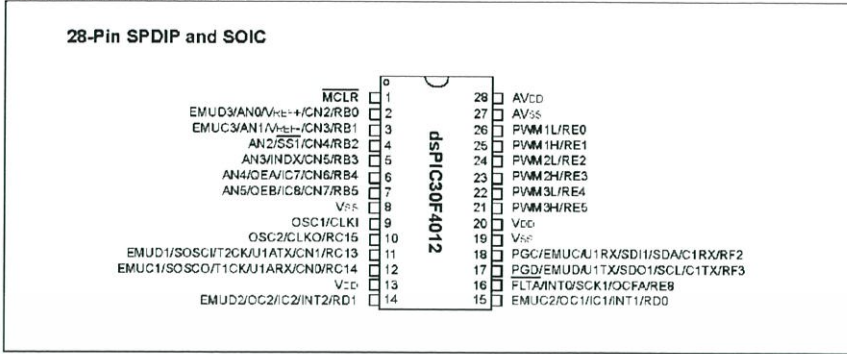 28-Pin SPDIP and SOIC
MCLR 1
EMUD3/AN0/VREF+/CN2/RB0 2
EMUC3/AN1/VREF-/CN3/RB1 3
AN2/SS1/CN4/RB2 4
AN3/INDX/CN5/RB3 5
AN4/QEA/IC7/CN6/RB4 6
AN5/QEB/IC8/CN7/RB5 7
VSS 8
OSC1/CLKI 9
OSC2/CLKO/RC15 10
EMUD1/SOSCI/T2CK/U1ATX/CN1/RC13 11
EMUC1/SOSCO/T1CK/U1ARX/CN0/RC14 12
VDD 13
EMUD2/OC2/IC2/INT2/RD1 14
dsPIC30F4012
28 AVDD
27 AVSS
26 PWM1L/RE0
25 PWM1H/RE1
24 PWM2L/RE2
23 PWM2H/RE3
22 PWM3L/RE4
21 PWM3H/RE5
20 VDD
19 VSS
18 PGC/EMUC/U1RX/SDI1/SDA/C1RX/RF2
17 PGD/EMUD/U1TX/SDO1/SCL/C1TX/RF3
16 FLTA/INT0/SCK1/OCFA/RE8
15 EMUC2/OC1/IC1/INT1/RD0